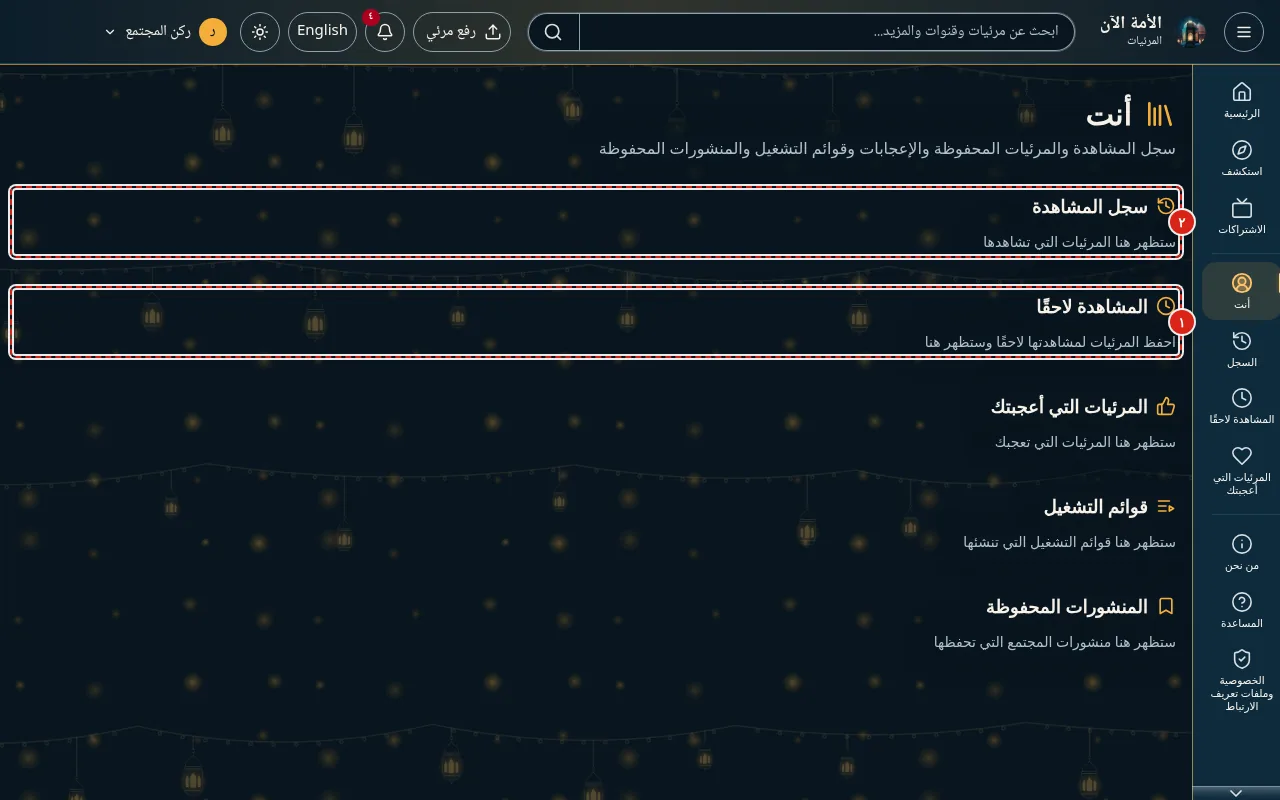 الأمة الآن
المرئيات
ابحث عن مرئيات وقنوات والمزيد...
رفع مرئي
٤
English
ر
ركن المجتمع
الرئيسية
استكشف
الاشتراكات
أنت
السجل
المشاهدة لاحقًا
المرئيات التي
أعجبتك
من نحن
المساعدة
الخصوصية
وملفات تعريف
الارتباط
أنت
سجل المشاهدة والمرئيات المحفوظة والإعجابات وقوائم التشغيل والمنشورات المحفوظة
سجل المشاهدة
٢
ستظهر هنا المرئيات التي تشاهدها
المشاهدة لاحقًا
١
احفظ المرئيات لمشاهدتها لاحقًا وستظهر هنا
المرئيات التي أعجبتك
ستظهر هنا المرئيات التي تعجبك
قوائم التشغيل
ستظهر هنا قوائم التشغيل التي تنشئها
المنشورات المحفوظة
ستظهر هنا منشورات المجتمع التي تحفظها